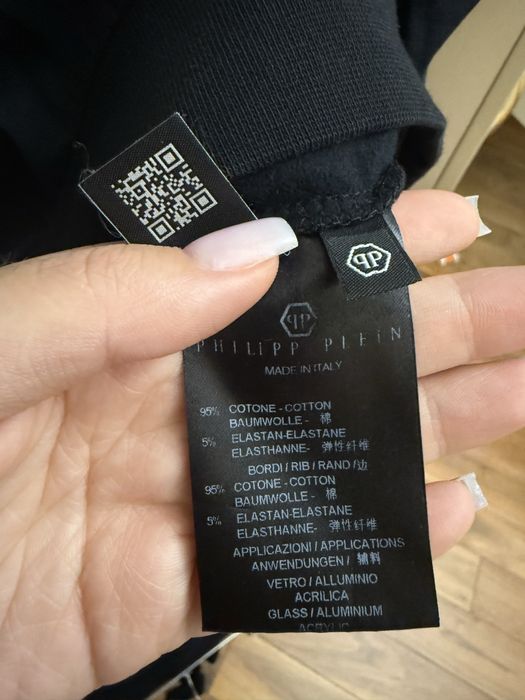 PHILIPP PLEIN
MADE IN ITALY
95% COTONE - COTTON
BAUMWOLLE - 棉
5% ELASTAN-ELASTANE
ELASTHANNE- 弹性纤维
BORDI / RIB / RAND /边
95% COTONE - COTTON
BAUMWOLLE - 棉
5% ELASTAN-ELASTANE
ELASTHANNE- 弹性纤维
APPLICAZIONI / APPLICATIONS
ANWENDUNGEN / 辅料
VETRO / ALLUMINIO
ACRILICA
GLASS / ALUMINIUM
ACRYLIC